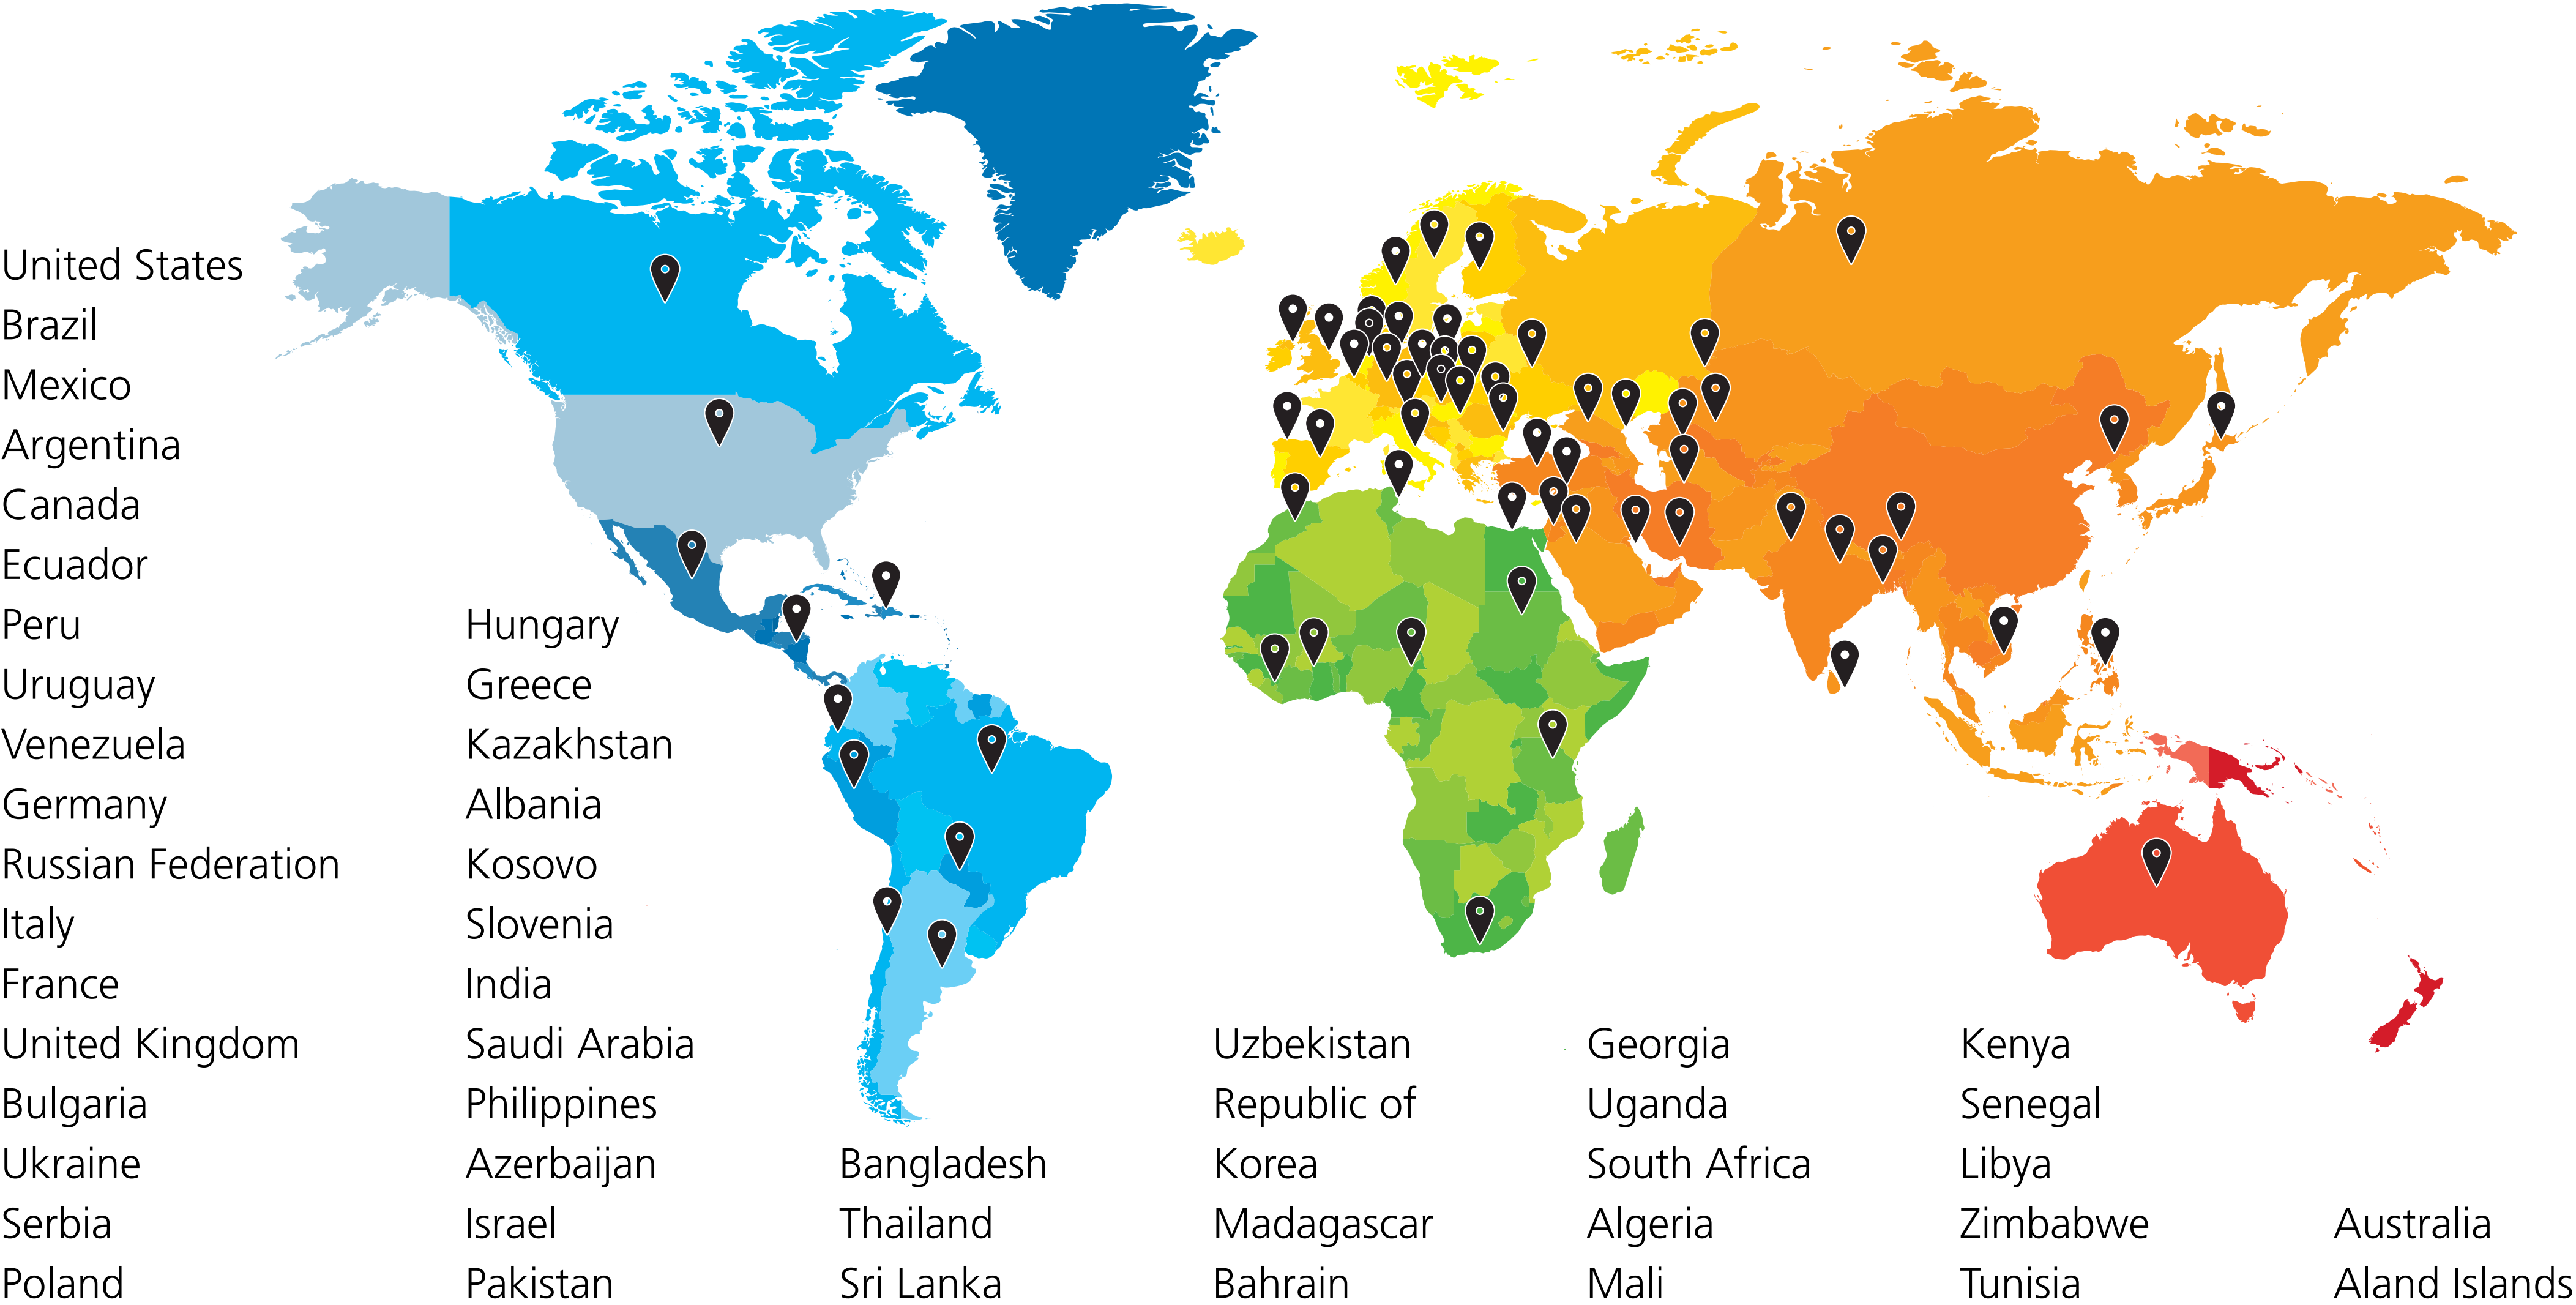 United States
Brazil
Mexico
Argentina
Canada
Ecuador
Peru
Uruguay
Venezuela
Germany
Russian Federation
Italy
France
United Kingdom
Bulgaria
Ukraine
Serbia
Poland
Hungary
Greece
Kazakhstan
Albania
Kosovo
Slovenia
India
Saudi Arabia
Philippines
Azerbaijan
Israel
Pakistan
Bangladesh
Thailand
Sri Lanka
Uzbekistan
Republic of
Korea
Madagascar
Bahrain
Georgia
Uganda
South Africa
Algeria
Mali
Kenya
Senegal
Libya
Zimbabwe
Tunisia
Australia
Aland Islands